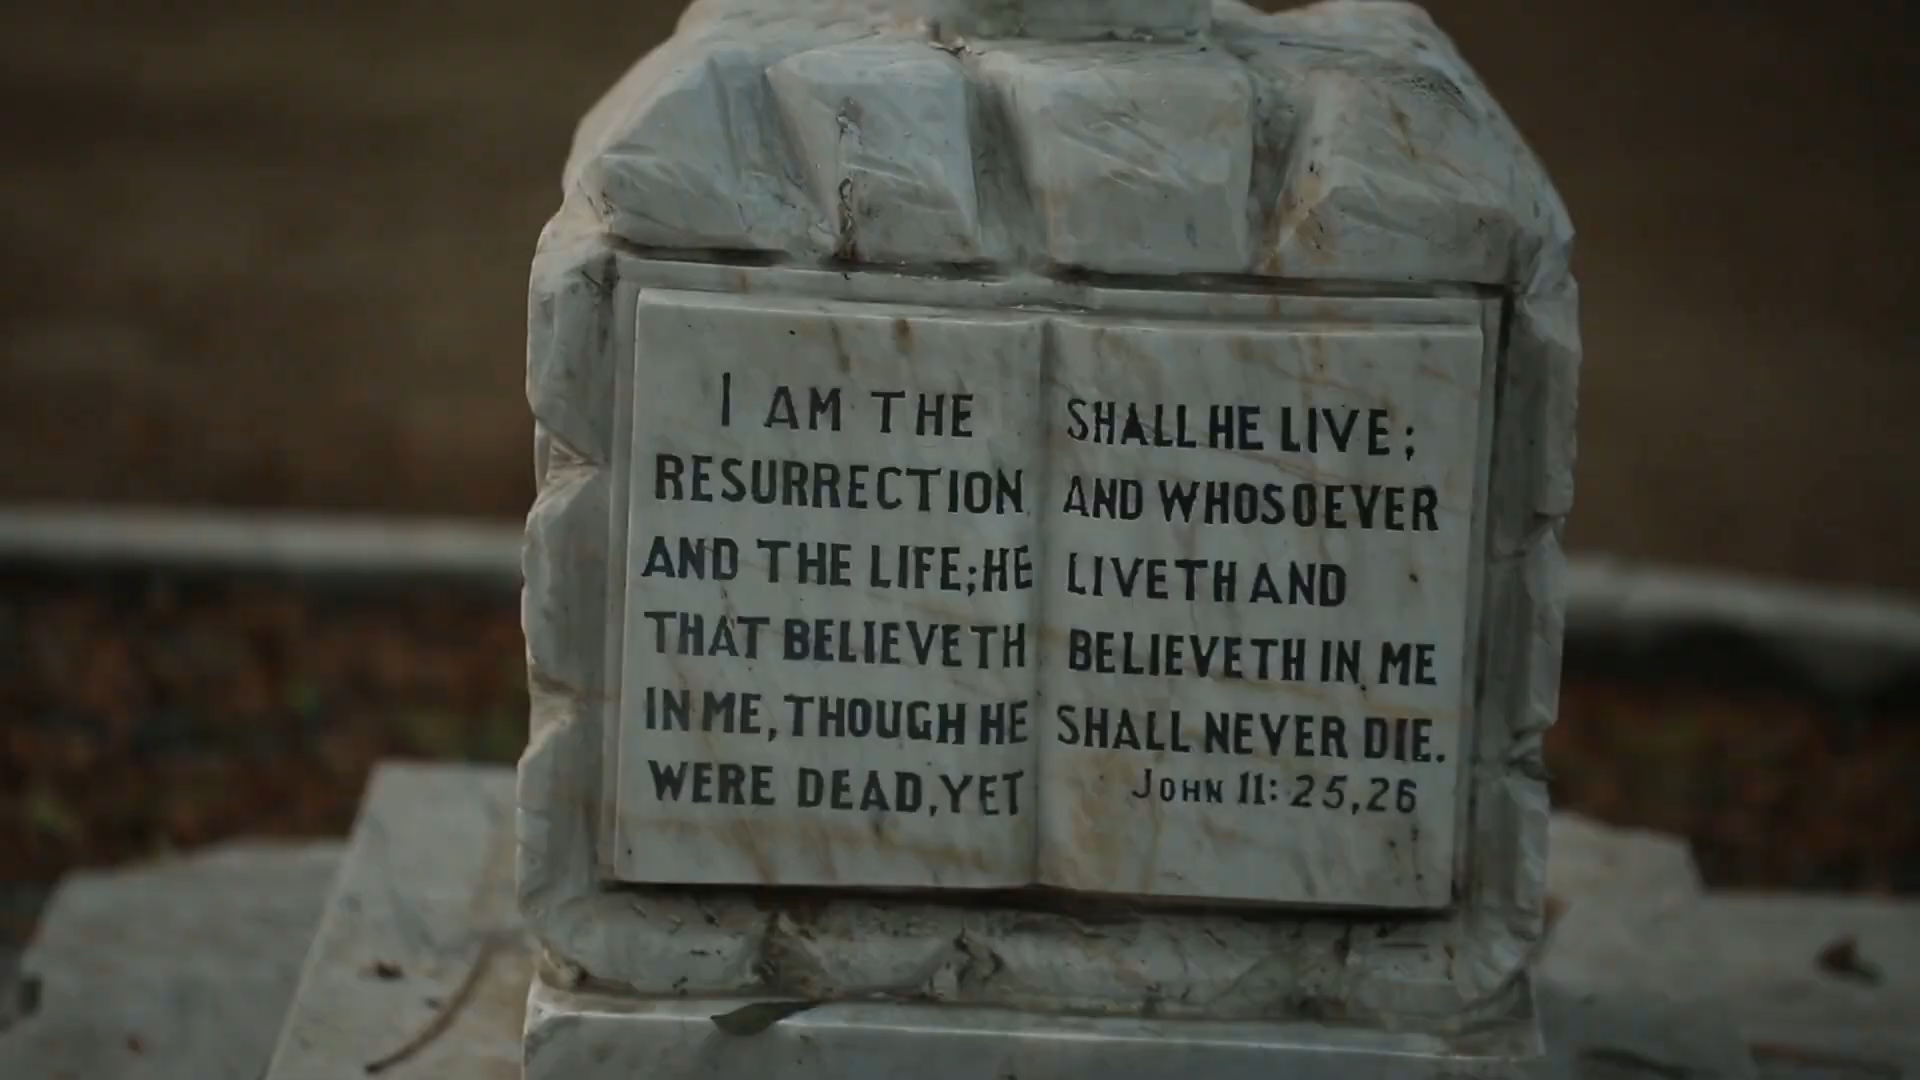 I AM THE
RESURRECTION
AND THE LIFE; HE
THAT BELIEVETH
IN ME, THOUGH HE
WERE DEAD, YET
SHALL HE LIVE;
AND WHOSOEVER
LIVETH AND
BELIEVETH IN ME
SHALL NEVER DIE.
JOHN 11: 25,26